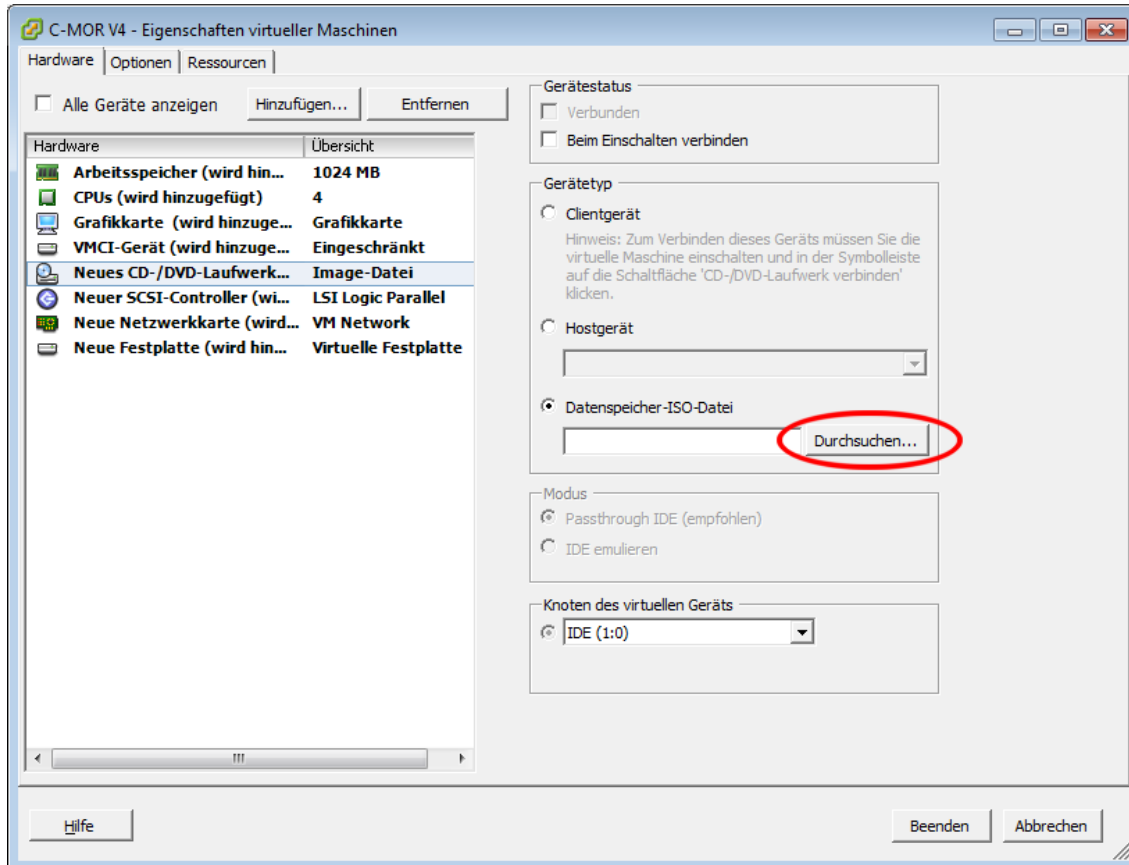 C-MOR V4 - Eigenschaften virtueller Maschinen
Hardware Optionen Ressourcen
Alle Geräte anzeigen Hinzufügen... Entfernen
Hardware Übersicht
Arbeitsspeicher (wird hin... 1024 MB
CPUs (wird hinzugefügt) 4
Grafikkarte (wird hinzuge... Grafikkarte
VMCI-Gerät (wird hinzuge... Eingeschränkt
Neues CD-/DVD-Laufwerk... Image-Datei
Neuer SCSI-Controller (wi... LSI Logic Parallel
Neue Netzwerkkarte (wird... VM Network
Neue Festplatte (wird hin... Virtuelle Festplatte
Gerätestatus
Verbunden
Beim Einschalten verbinden
Gerätetyp
Clientgerät
Hinweis: Zum Verbinden dieses Geräts müssen Sie die
virtuelle Maschine einschalten und in der Symbolleiste
auf die Schaltfläche 'CD-/DVD-Laufwerk verbinden'
klicken.
Hostgerät
Datenspeicher-ISO-Datei
Durchsuchen...
Modus
Passthrough IDE (empfohlen)
IDE emulieren
Knoten des virtuellen Geräts
IDE (1:0)
Hilfe Beenden Abbrechen